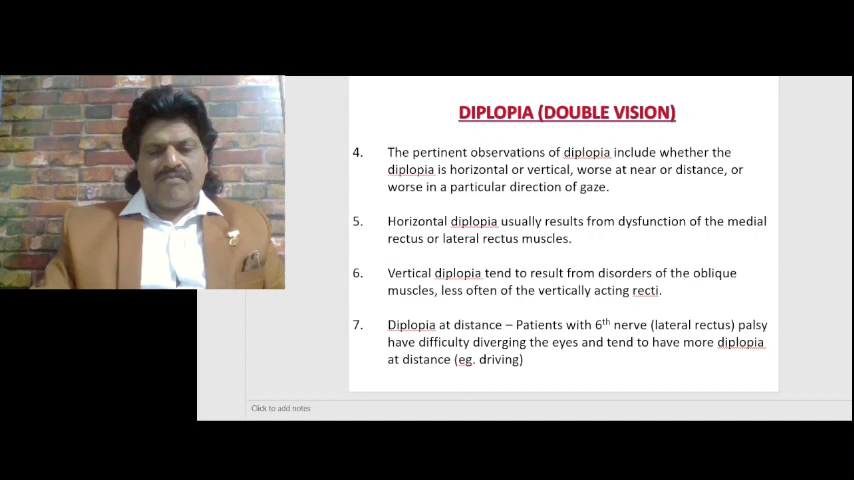 DIPLOPIA (DOUBLE VISION)
4. The pertinent observations of diplopia include whether the
diplopia is horizontal or vertical, worse at near or distance, or
worse in a particular direction of gaze.
5. Horizontal diplopia usually results from dysfunction of the medial
rectus or lateral rectus muscles.
6. Vertical diplopia tend to result from disorders of the oblique
muscles, less often of the vertically acting recti.
7. Diplopia at distance – Patients with 6th nerve (lateral rectus) palsy
have difficulty diverging the eyes and tend to have more diplopia
at distance (eg. driving)
Click to add notes